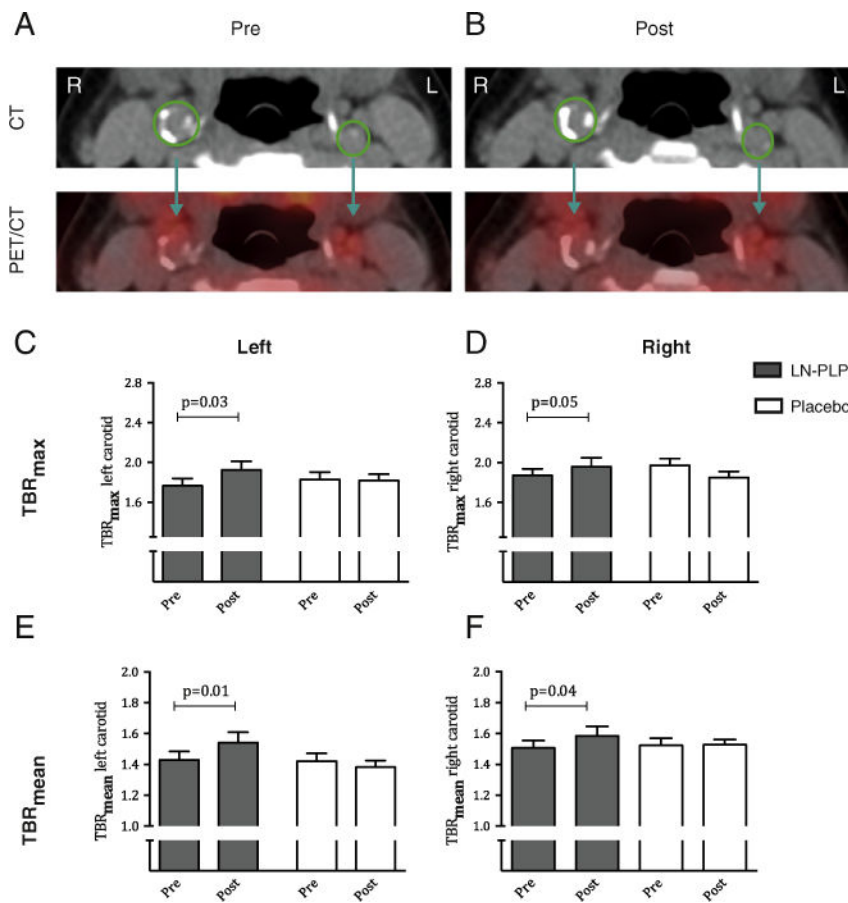 A Pre B Post
CT R L R L
PET/CT
C Left D Right
LN-PLP
Placebo
TBRmax
TBRmax left carotid
2.8
2.4
2.0
1.6
p=0.03
Pre Post Pre Post
TBRmax right carotid
2.8
2.4
2.0
1.6
p=0.05
Pre Post Pre Post
E F
TBRmean
TBRmean left carotid
2.0
1.8
1.6
1.4
1.2
1.0
p=0.01
Pre Post Pre Post
TBRmean right carotid
2.0
1.8
1.6
1.4
1.2
1.0
p=0.04
Pre Post Pre Post